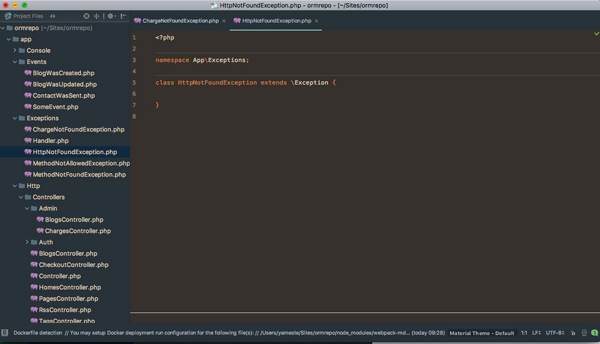 HttpNotFoundException.php - ormrepo - [~/Sites/ormrepo]
Project Files
ChargeNotFoundException.php
HttpNotFoundException.php
ormrepo (~/Sites/ormrepo)
app
Console
Events
BlogWasCreated.php
BlogWasUpdated.php
ContactWasSent.php
SomeEvent.php
Exceptions
ChargeNotFoundException.php
Handler.php
HttpNotFoundException.php
MethodNotAllowedException.php
MethodNotFoundException.php
Http
Controllers
Admin
BlogsController.php
ChargesController.php
Auth
BlogsController.php
CheckoutController.php
Controller.php
HomesController.php
PagesController.php
RssController.php
TagsController.php
1 <?php
2
3 namespace App\Exceptions;
4
5 class HttpNotFoundException extends \Exception {
6
7 }
8
Dockerfile detection // You may setup Docker deployment run configuration for the following file(s): // /Users/yameste/Sites/ormrepo/node_modules/webpack-md... (today 09:28) Material Theme - Default 1/1 LF÷ UTF-8÷